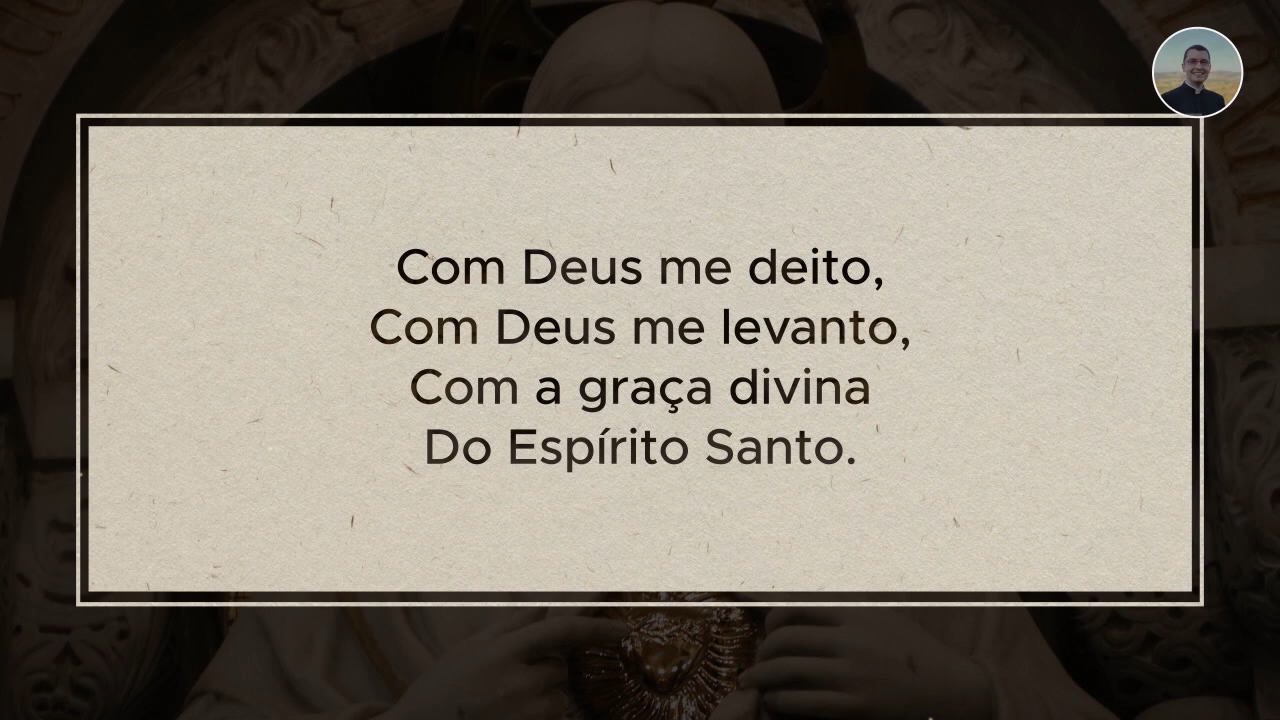 Com Deus me deito,
Com Deus me levanto,
Com a graça divina
Do Espírito Santo.